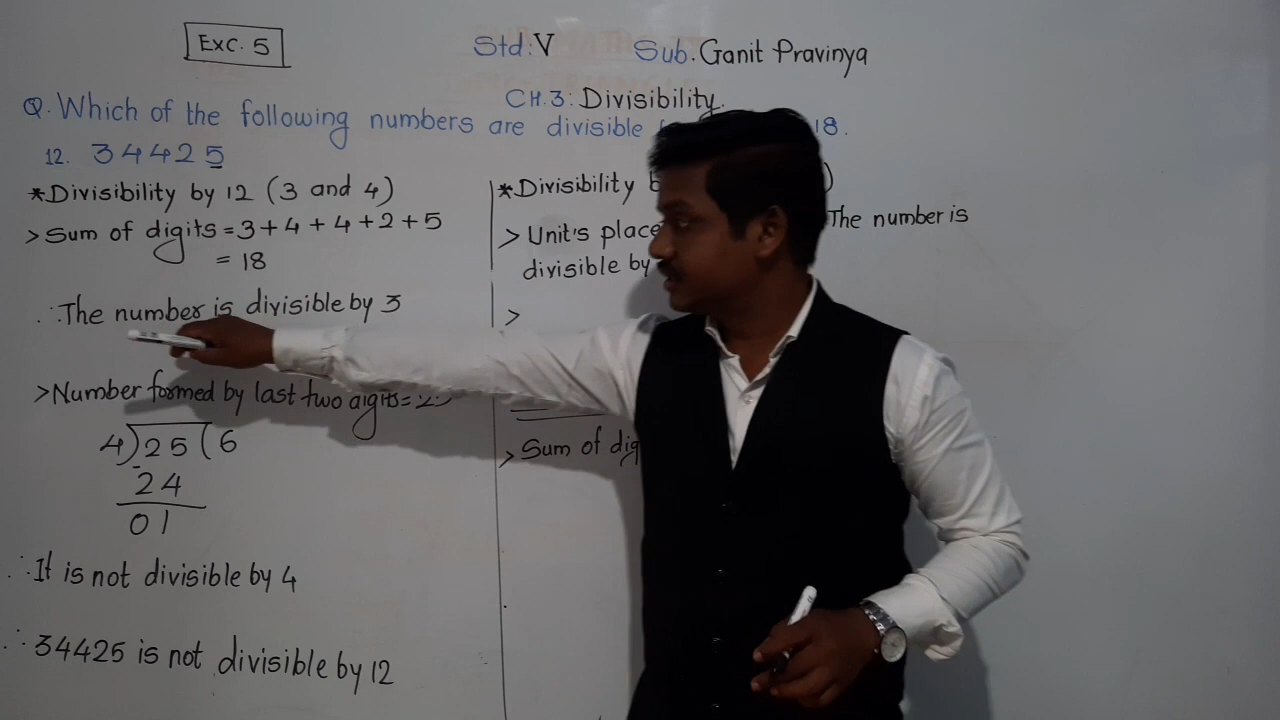 Exc. 5
Std: V Sub. Ganit Pravinya
CH.3: Divisibility.
Q. Which of the following numbers are divisible 18.
12. 34425
*Divisibility by 12 (3 and 4)
> Sum of digits = 3+4+4+2+5
= 18
∴ The number is divisible by 3
> Number formed by last two digits =
4)25(6
- 24
01
∴ It is not divisible by 4
∴ 34425 is not divisible by 12
*Divisibility )
> Unit's place The number is
divisible by
>
> Sum of